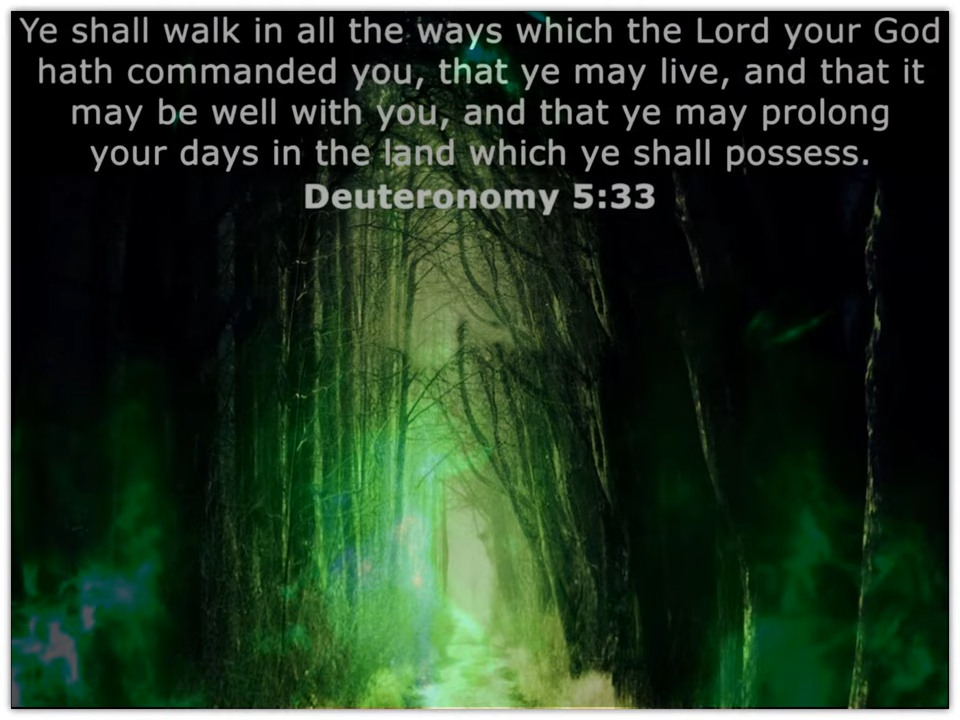 Ye shall walk in all the ways which the Lord your God
hath commanded you, that ye may live, and that it
may be well with you, and that ye may prolong
your days in the land which ye shall possess.
Deuteronomy 5:33